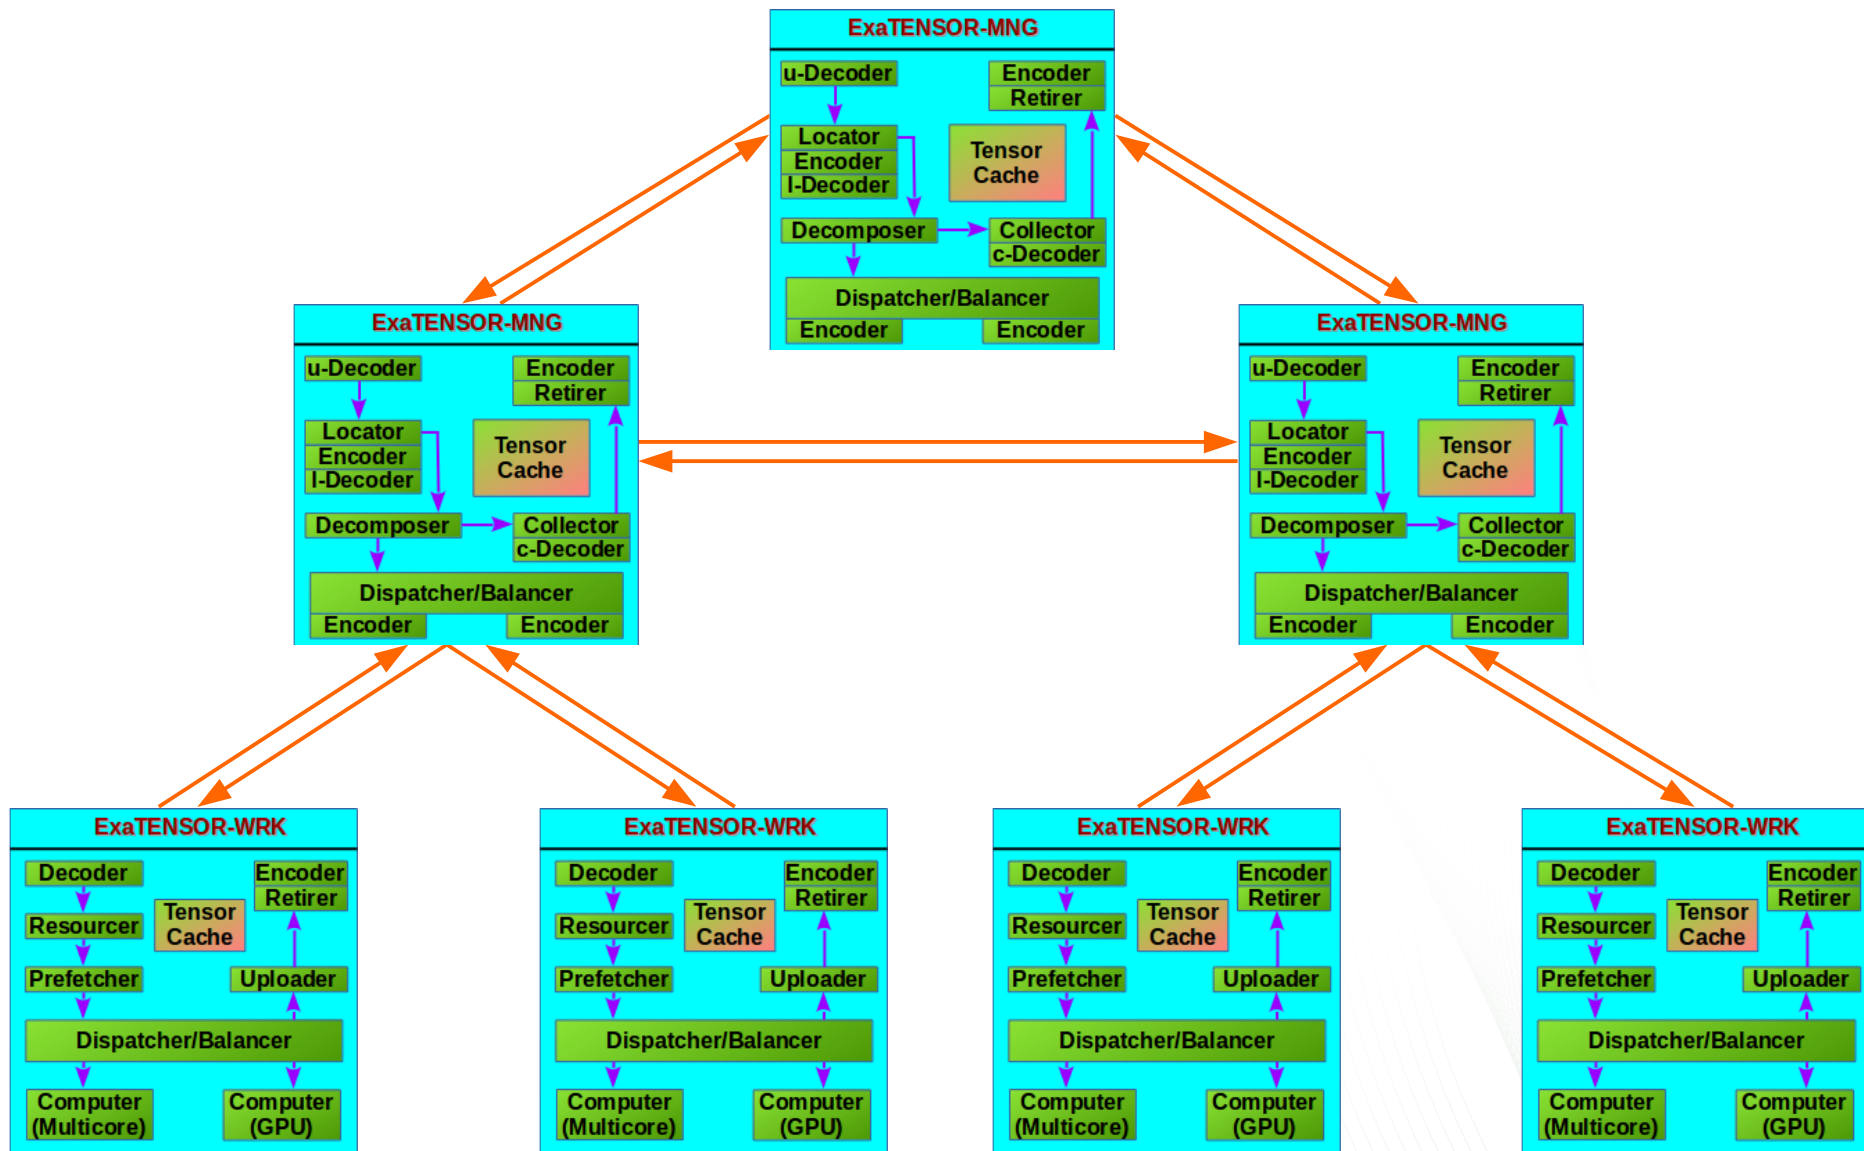 ExaTENSOR-MNG
u-Decoder
Encoder
Retirer
Locator
Encoder
l-Decoder
Tensor
Cache
Decomposer
Collector
c-Decoder
Dispatcher/Balancer
Encoder
Encoder
ExaTENSOR-MNG
u-Decoder
Encoder
Retirer
Locator
Encoder
l-Decoder
Tensor
Cache
Decomposer
Collector
c-Decoder
Dispatcher/Balancer
Encoder
Encoder
ExaTENSOR-MNG
u-Decoder
Encoder
Retirer
Locator
Encoder
l-Decoder
Tensor
Cache
Decomposer
Collector
c-Decoder
Dispatcher/Balancer
Encoder
Encoder
ExaTENSOR-WRK
Decoder
Encoder
Retirer
Resourcer
Tensor
Cache
Prefetcher
Uploader
Dispatcher/Balancer
Computer
(Multicore)
Computer
(GPU)
ExaTENSOR-WRK
Decoder
Encoder
Retirer
Resourcer
Tensor
Cache
Prefetcher
Uploader
Dispatcher/Balancer
Computer
(Multicore)
Computer
(GPU)
ExaTENSOR-WRK
Decoder
Encoder
Retirer
Resourcer
Tensor
Cache
Prefetcher
Uploader
Dispatcher/Balancer
Computer
(Multicore)
Computer
(GPU)
ExaTENSOR-WRK
Decoder
Encoder
Retirer
Resourcer
Tensor
Cache
Prefetcher
Uploader
Dispatcher/Balancer
Computer
(Multicore)
Computer
(GPU)